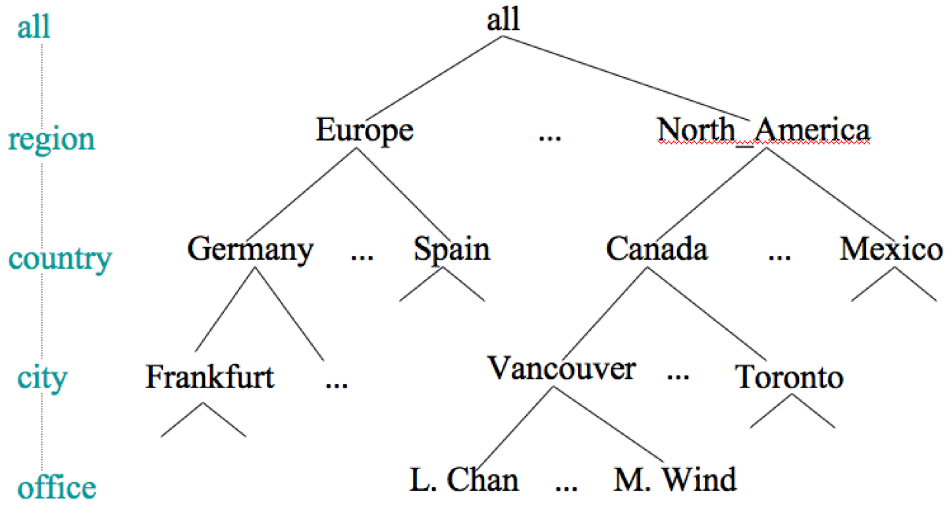 all all
region Europe ... North_America
country Germany ... Spain Canada ... Mexico
city Frankfurt ... Vancouver ... Toronto
office L. Chan ... M. Wind